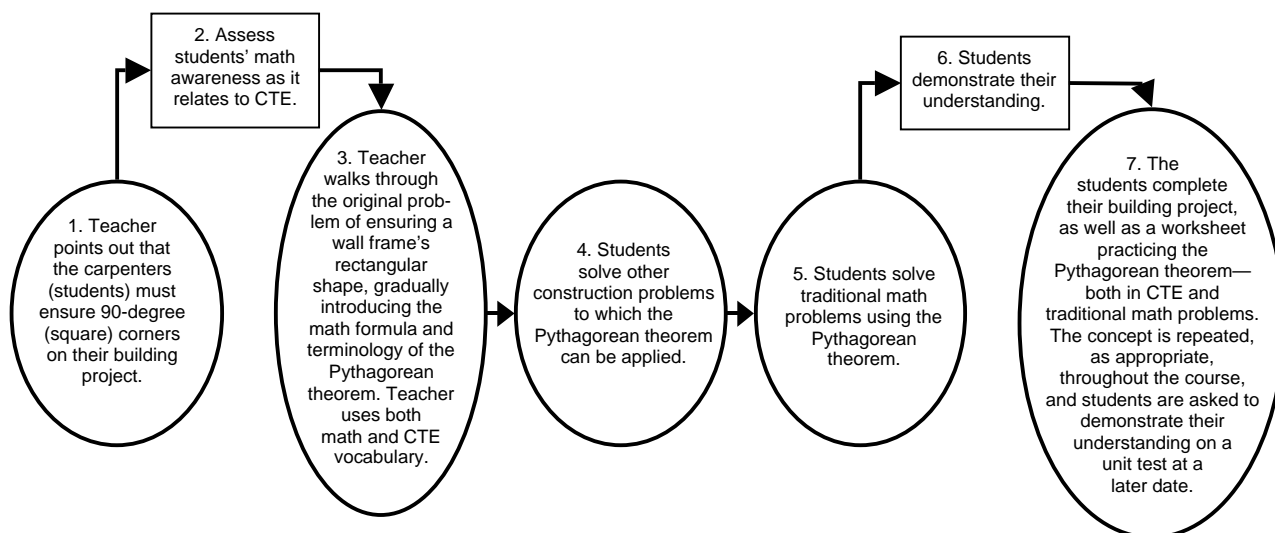 1. Teacher
points out that
the carpenters
(students) must
ensure 90-degree
(square) corners
on their building
project.
2. Assess
students’ math
awareness as it
relates to CTE.
3. Teacher
walks through
the original prob-
lem of ensuring a
wall frame’s
rectangular
shape, gradually
introducing the
math formula and
terminology of the
Pythagorean
theorem. Teacher
uses both
math and CTE
vocabulary.
4. Students
solve other
construction problems
to which the
Pythagorean theorem
can be applied.
5. Students solve
traditional math
problems using the
Pythagorean
theorem.
6. Students
demonstrate their
understanding.
7. The
students complete
their building project,
as well as a worksheet
practicing the
Pythagorean theorem—
both in CTE and
traditional math problems.
The concept is repeated,
as appropriate,
throughout the course,
and students are asked to
demonstrate their
understanding on a
unit test at a
later date.